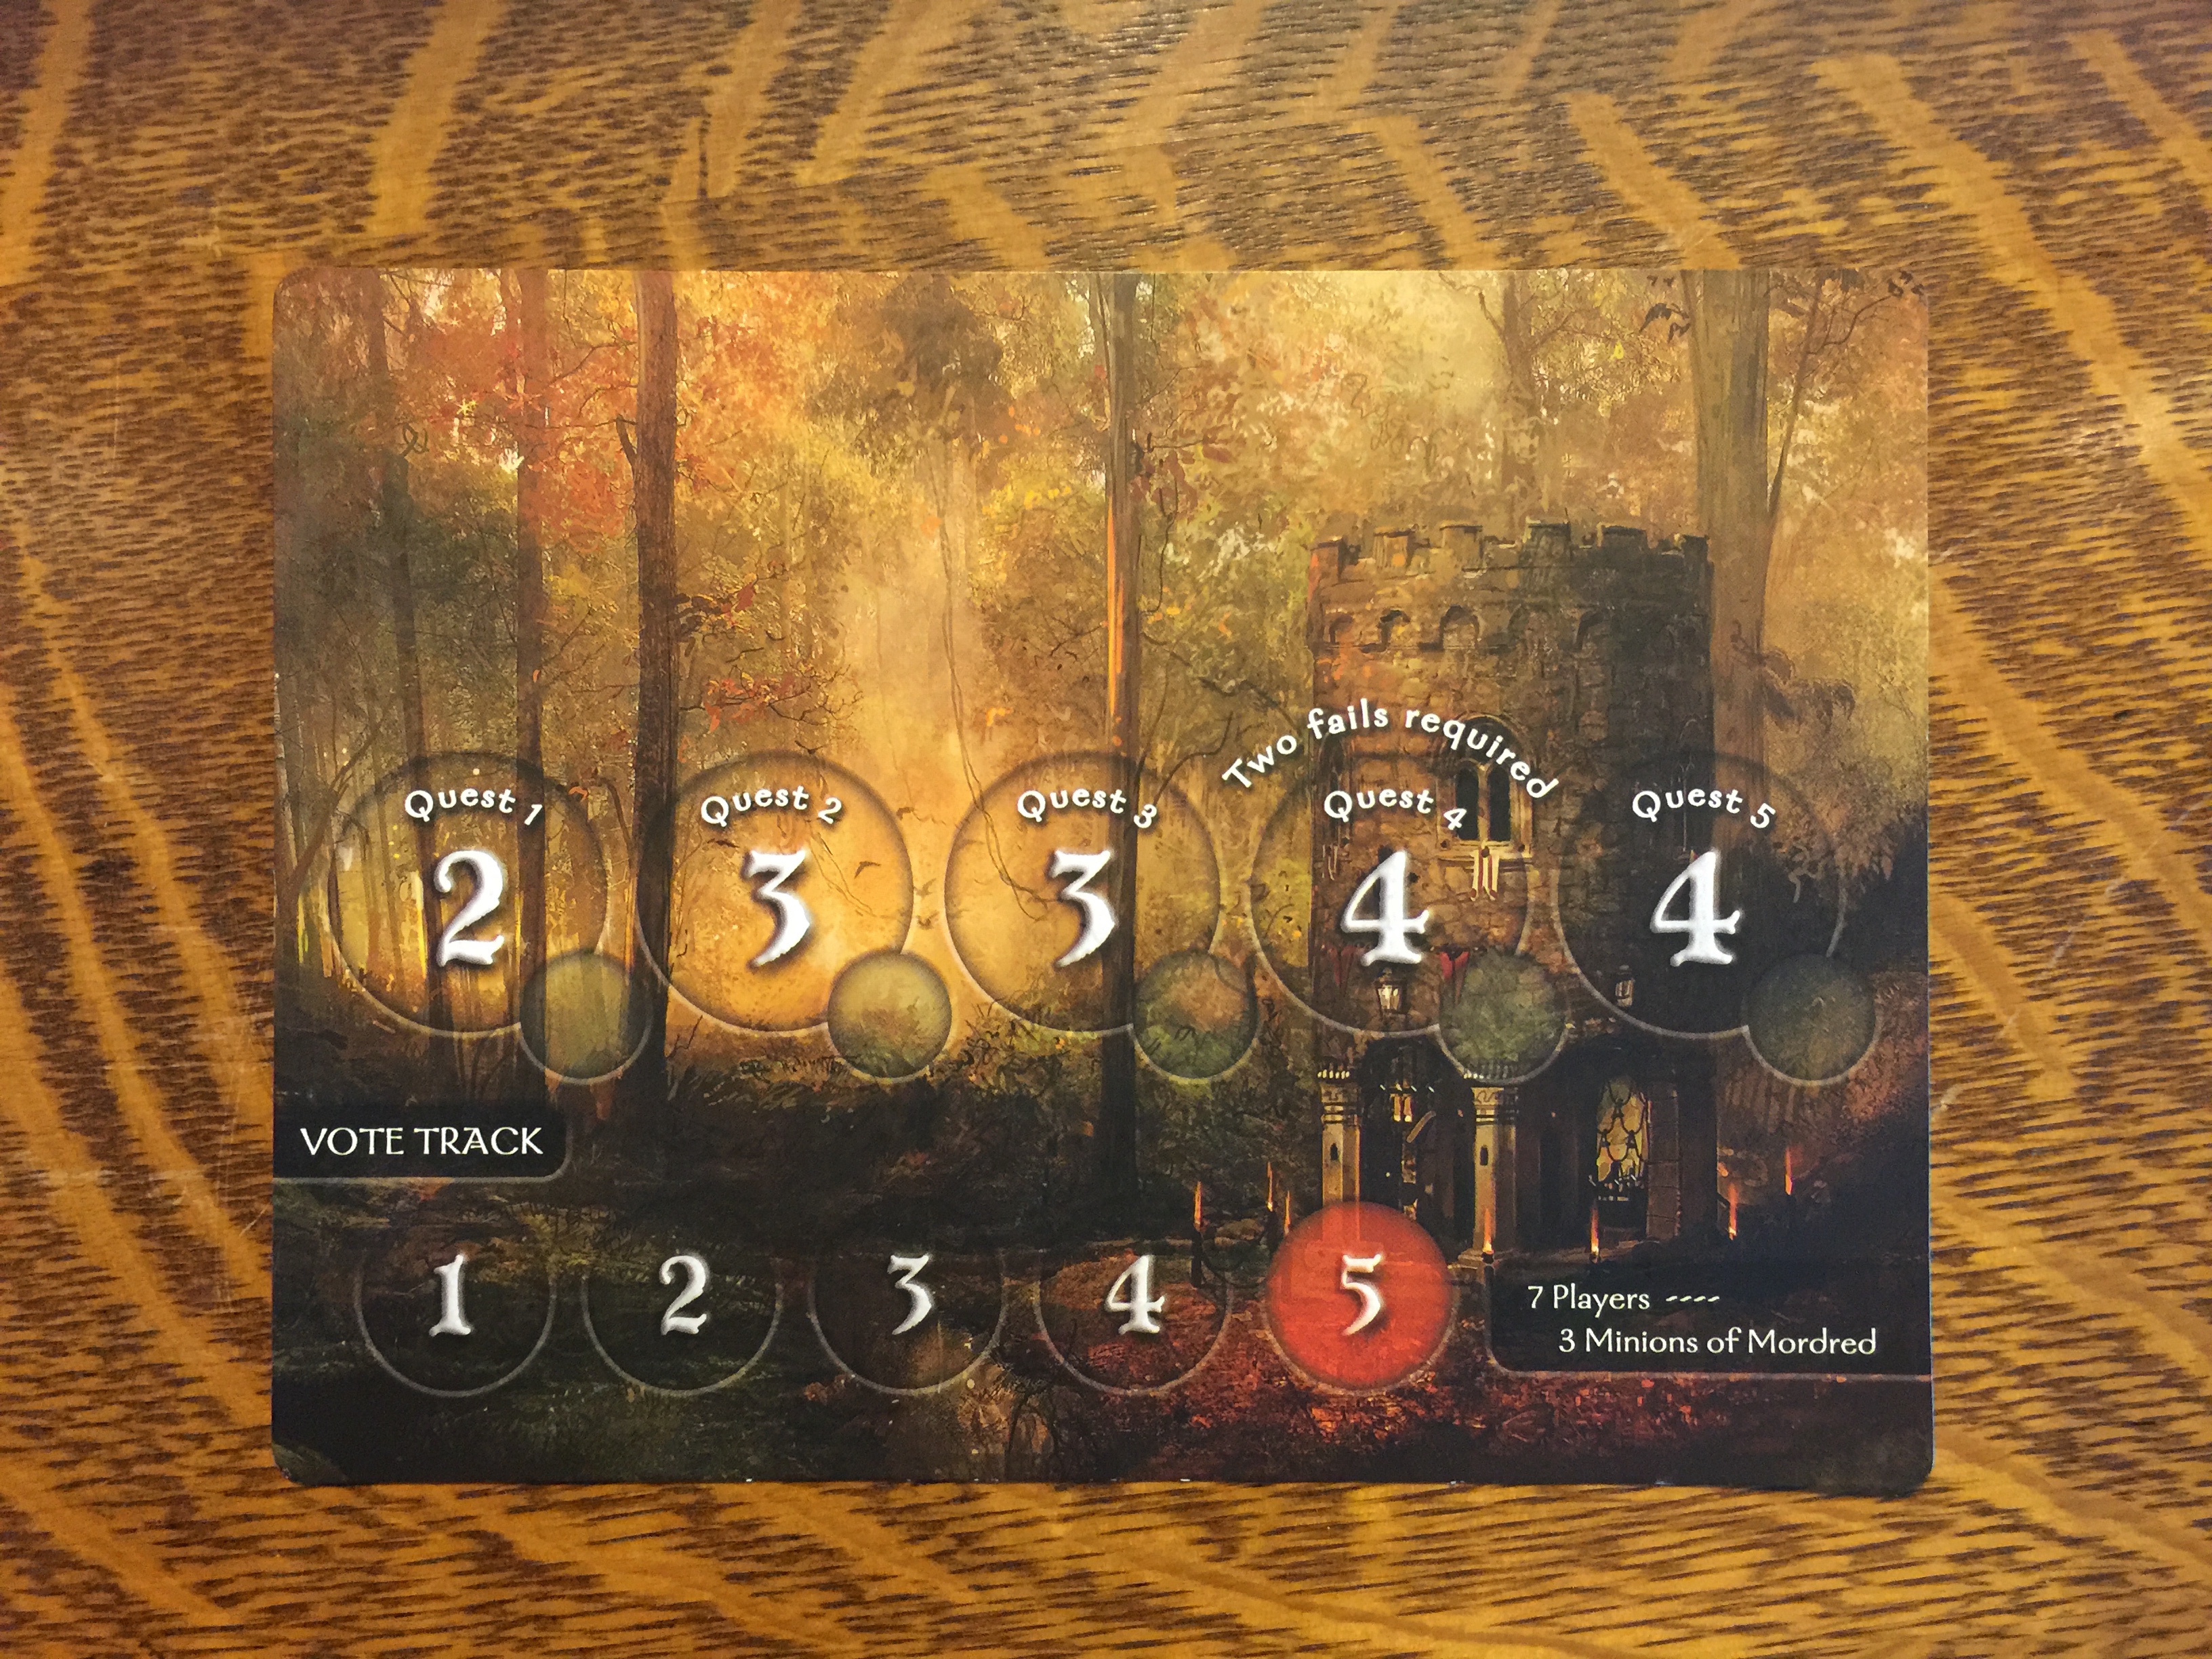 Two fails required
Quest 1 Quest 2 Quest 3 Quest 4 Quest 5
2 3 3 4 4
VOTE TRACK
1 2 3 4 5
7 Players ----
3 Minions of Mordred